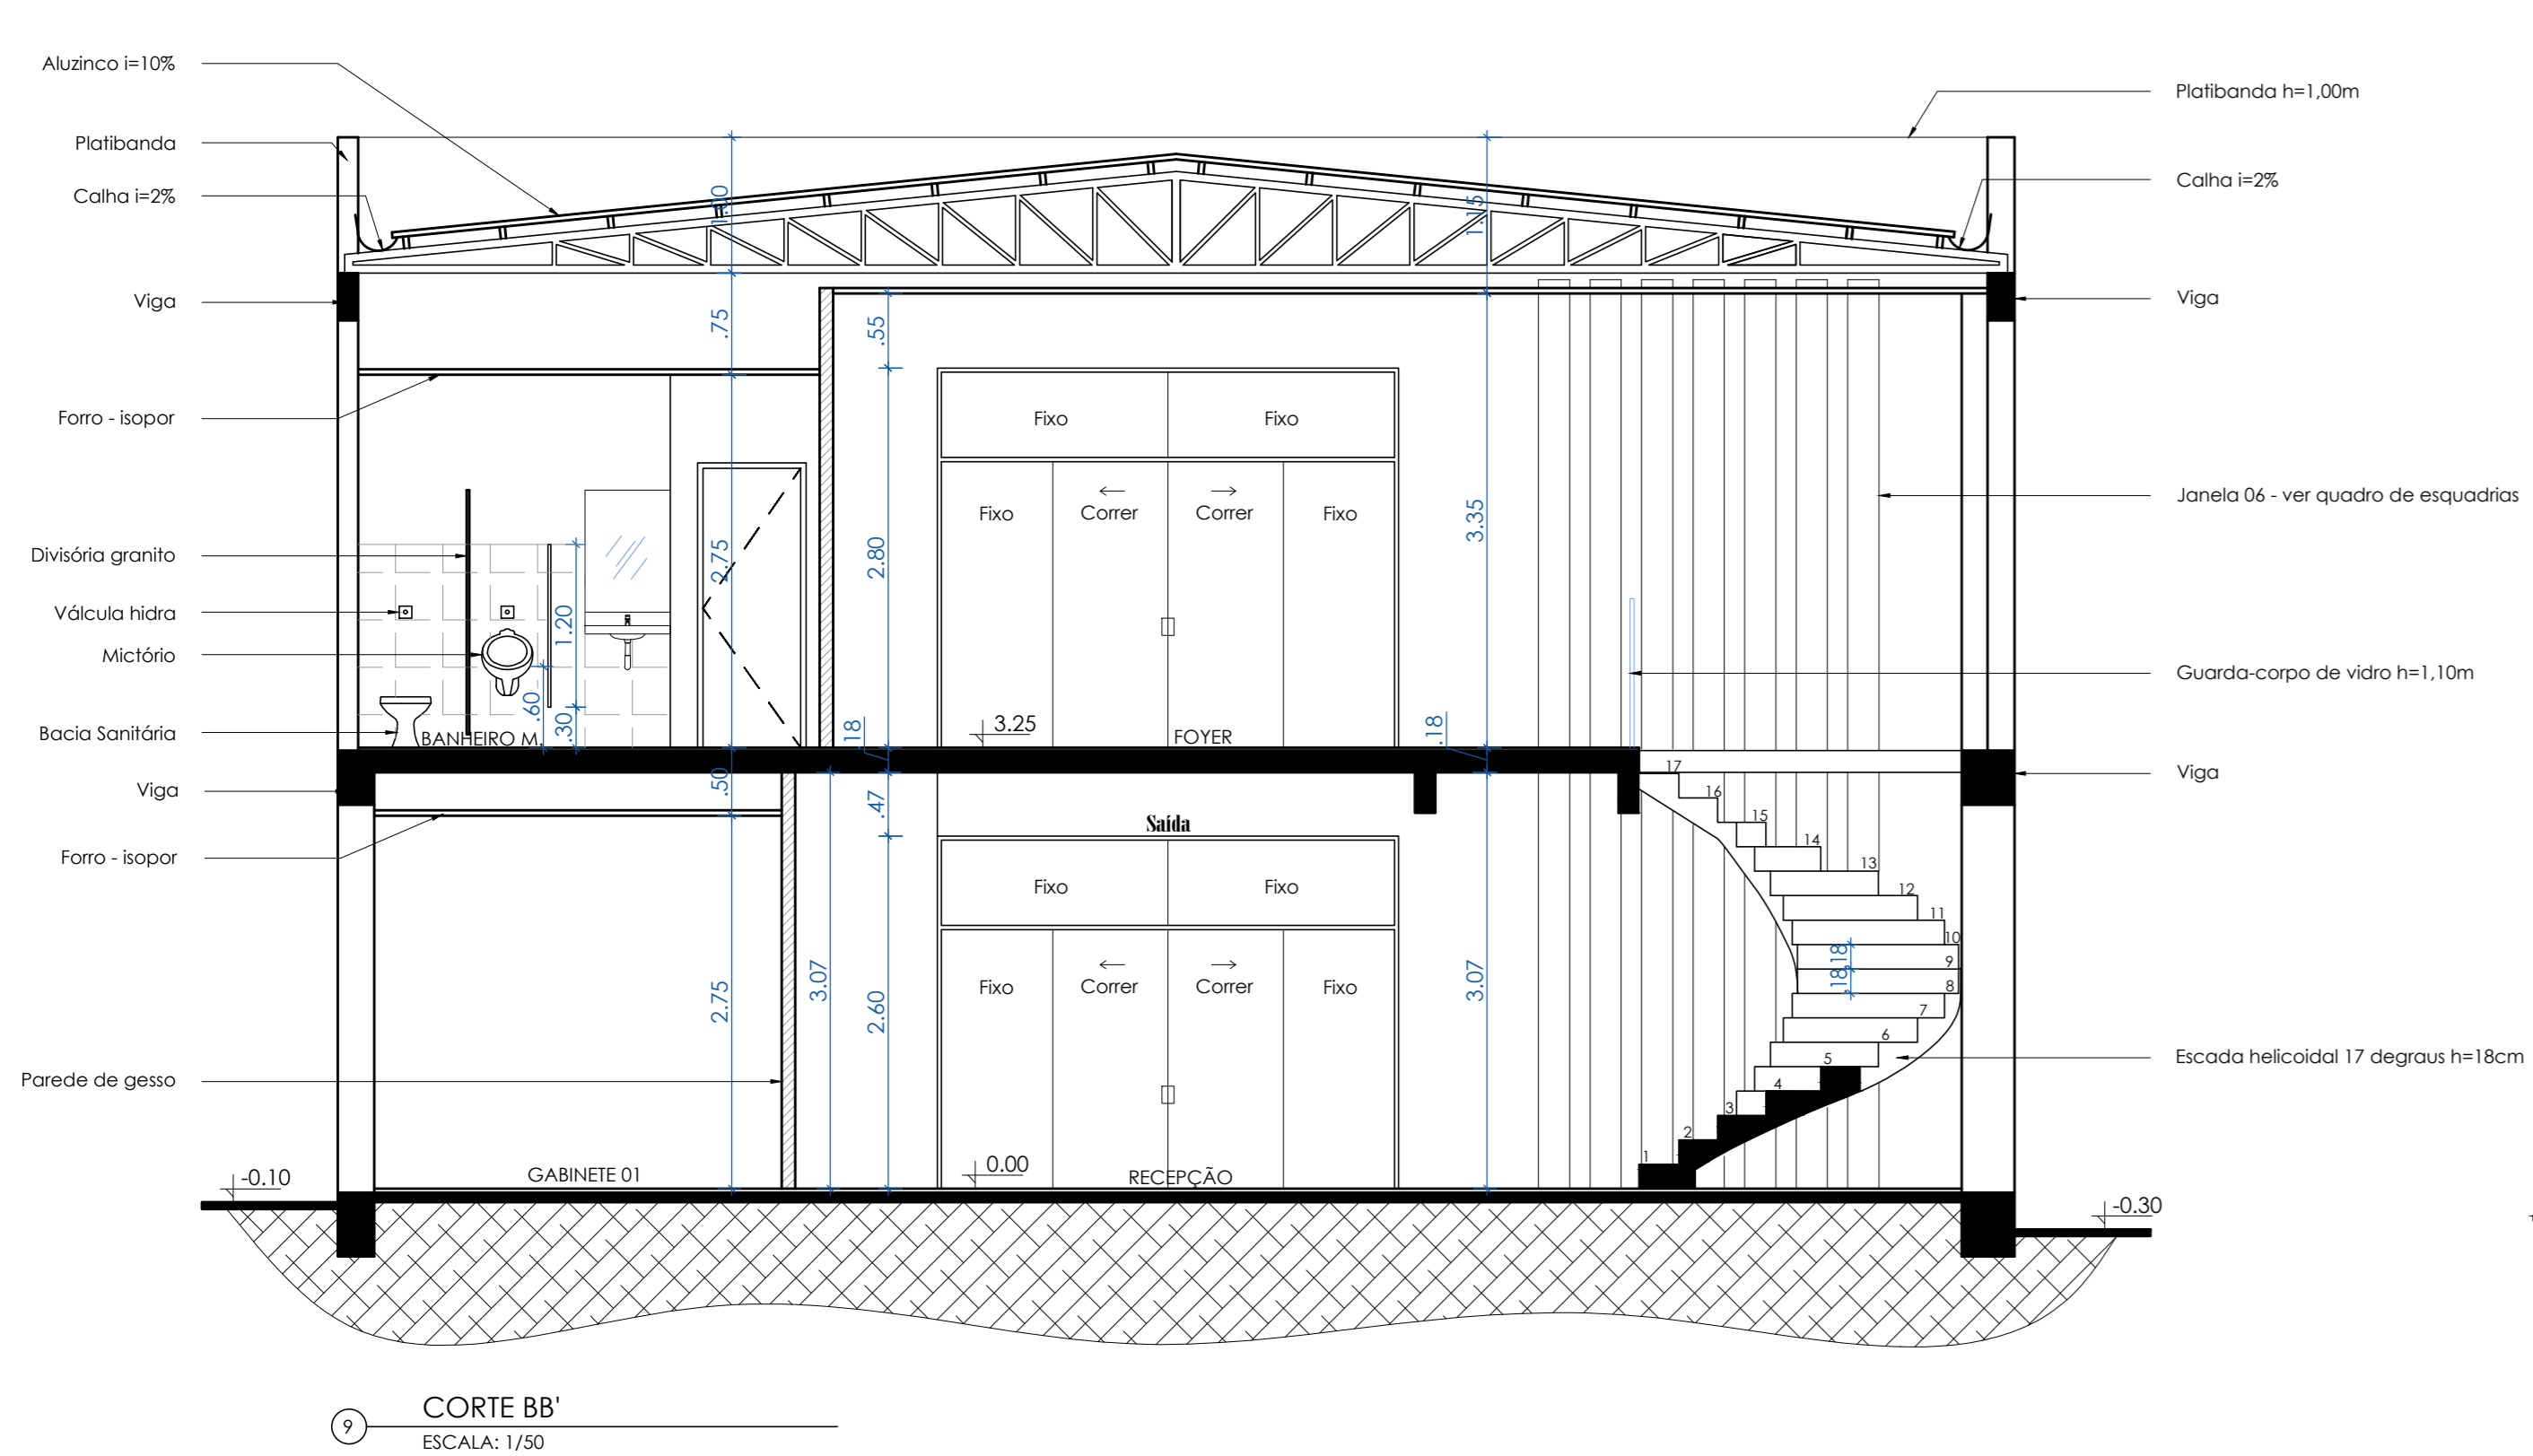 Aluzinco i=10%
Platibanda h=1,00m
Platibanda
Calha i=2%
Calha i=2%
1.00
1.15
Viga
Viga
.75
.55
Forro - isopor
Fixo
Fixo
Janela 06 - ver quadro de esquadrias
Fixo
Correr
Correr
Fixo
3.35
Divisória granito
2.75
2.80
Válcula hidra
1.20
Mictório
Guarda-corpo de vidro h=1,10m
.60
.30
Bacia Sanitária
BANHEIRO M.
.18
3.25
FOYER
.18
Viga
.50
.47
17
Viga
16
Saída
15
Forro - isopor
14
13
Fixo
Fixo
12
11
10
.18
.18
9
8
2.75
3.07
2.60
Fixo
Correr
Correr
Fixo
3.07
7
6
5
Escada helicoidal 17 degraus h=18cm
Parede de gesso
4
3
2
1
-0.10
GABINETE 01
0.00
RECEPÇÃO
-0.30
9
CORTE BB'
ESCALA: 1/50